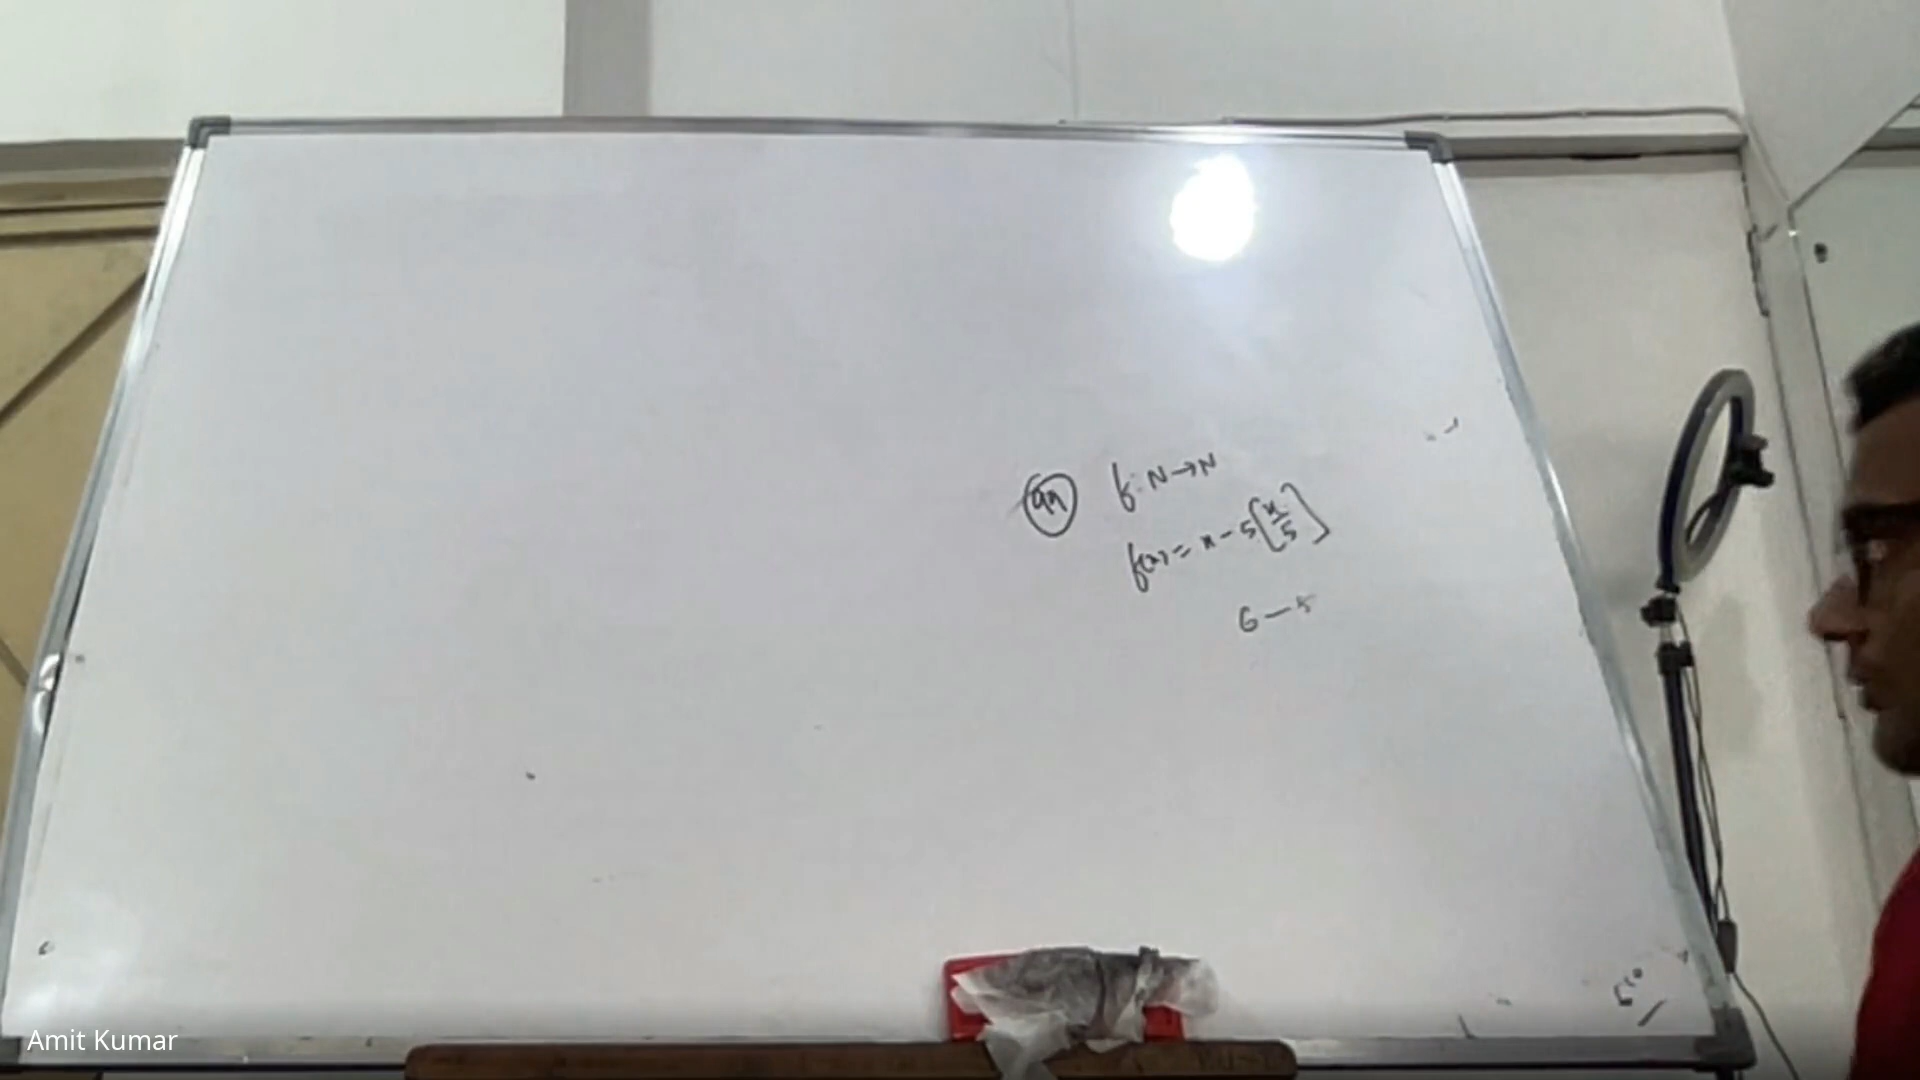 99 f: N→N
f(x) = x - 5[x/5]
6 — 5
Amit Kumar